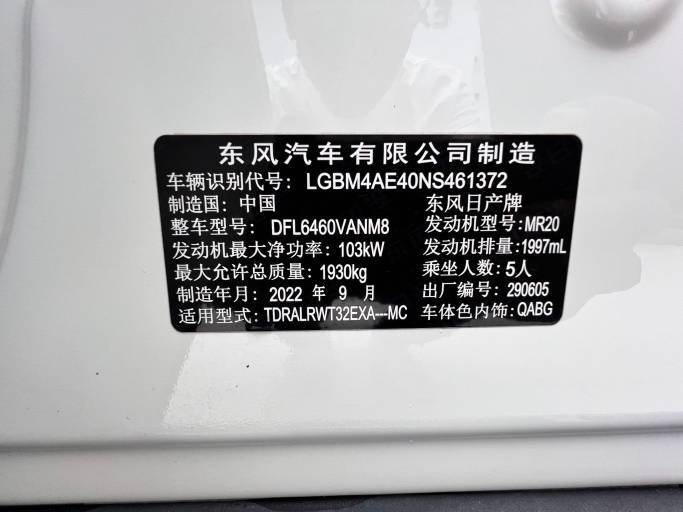 东风汽车有限公司制造
车辆识别代号: LGBM4AE40NS461372
制造国: 中国 东风日产牌
整车型号: DFL6460VANM8 发动机型号:MR20
发动机最大净功率: 103kW 发动机排量:1997mL
最大允许总质量: 1930kg 乘坐人数:5人
制造年月: 2022 年 9 月 出厂编号: 290605
适用型式: TDRALRWT32EXA---MC 车体色内饰: QABG